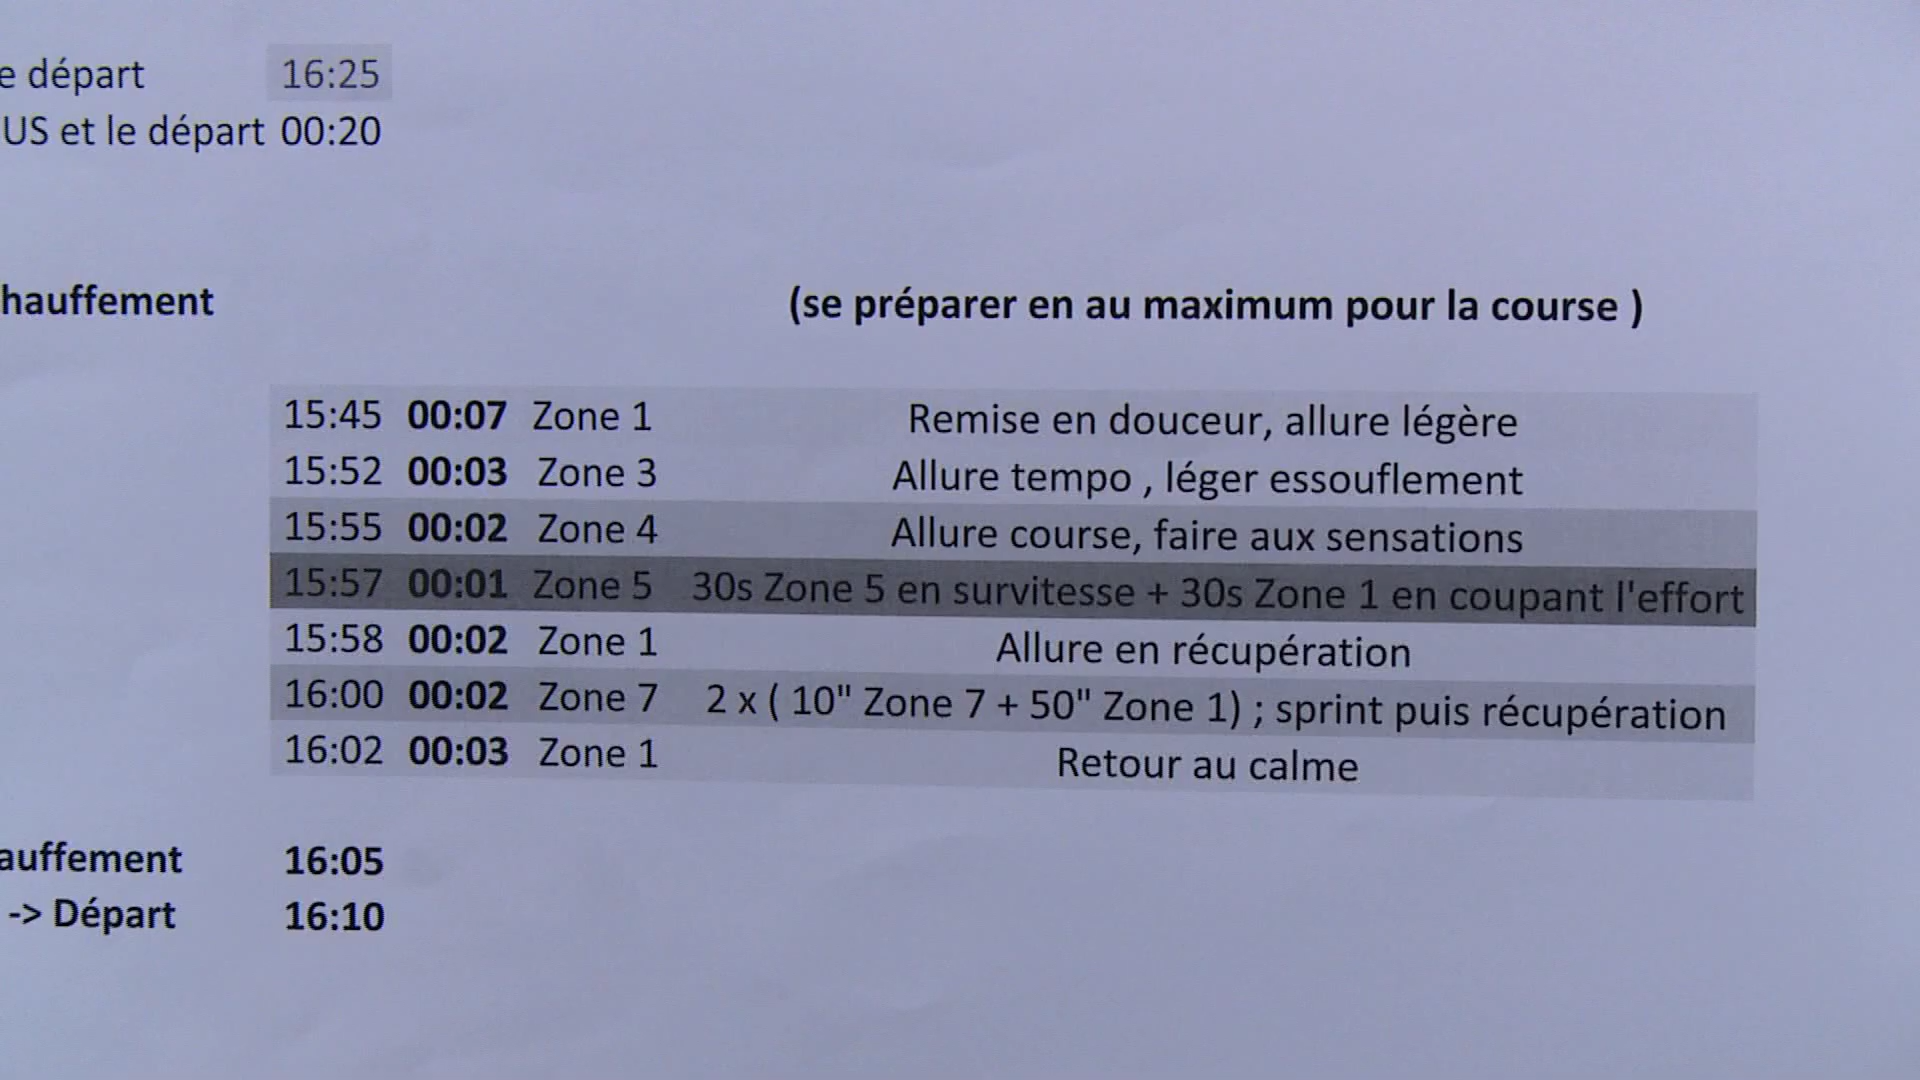 e départ 16:25
US et le départ 00:20
hauffement (se préparer en au maximum pour la course )
15:45 00:07 Zone 1 Remise en douceur, allure légère
15:52 00:03 Zone 3 Allure tempo , léger essouflement
15:55 00:02 Zone 4 Allure course, faire aux sensations
15:57 00:01 Zone 5 30s Zone 5 en survitesse + 30s Zone 1 en coupant l'effort
15:58 00:02 Zone 1 Allure en récupération
16:00 00:02 Zone 7 2 x ( 10" Zone 7 + 50" Zone 1) ; sprint puis récupération
16:02 00:03 Zone 1 Retour au calme
auffement 16:05
-> Départ 16:10